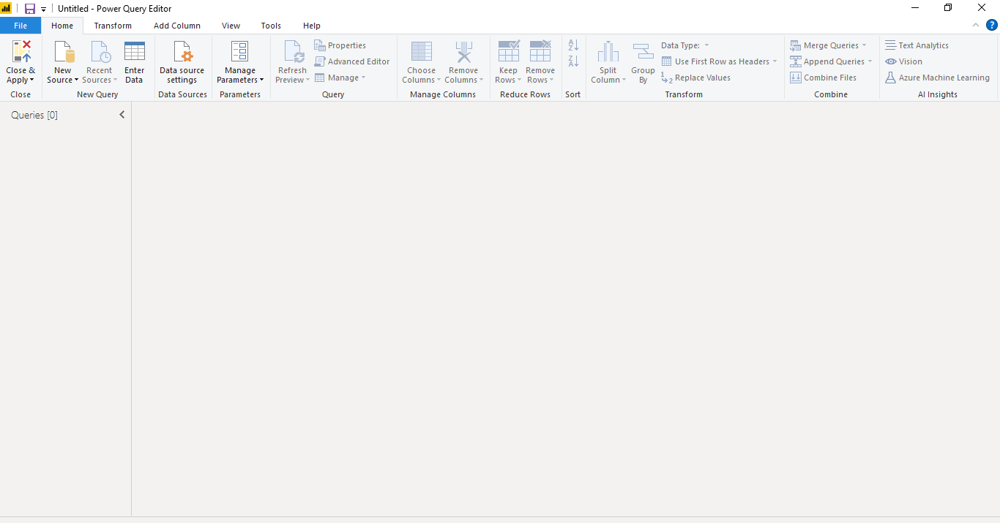 Untitled - Power Query Editor
File Home Transform Add Column View Tools Help
?
Close & Apply
New Source
Recent Sources
Enter Data
Data source settings
Manage Parameters
Refresh Preview
Properties
Advanced Editor
Manage
Choose Columns
Remove Columns
Keep Rows
Remove Rows
A
Z
Z
A
Split Column
Group By
Data Type:
Use First Row as Headers
1
2
Replace Values
Merge Queries
Append Queries
Combine Files
Text Analytics
Vision
Azure Machine Learning
Close New Query Data Sources Parameters Query Manage Columns Reduce Rows Sort Transform Combine AI Insights
Queries [0]